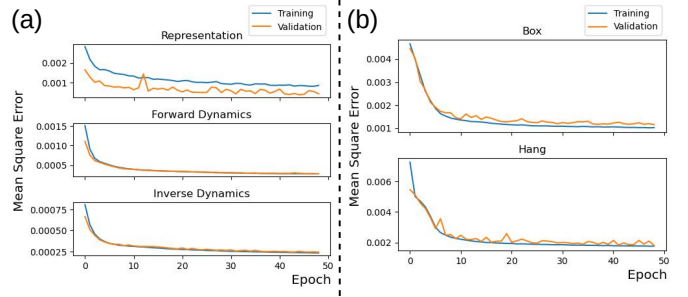 (a)
Training
Validation
Representation
0.002
0.001
Forward Dynamics
0.0015
0.0010
0.0005
Inverse Dynamics
0.00075
0.00050
0.00025
0 10 20 30 40 50
Mean Square Error
Epoch
(b)
Training
Validation
Box
0.004
0.003
0.002
0.001
Hang
0.006
0.004
0.002
0 10 20 30 40 50
Mean Square Error
Epoch